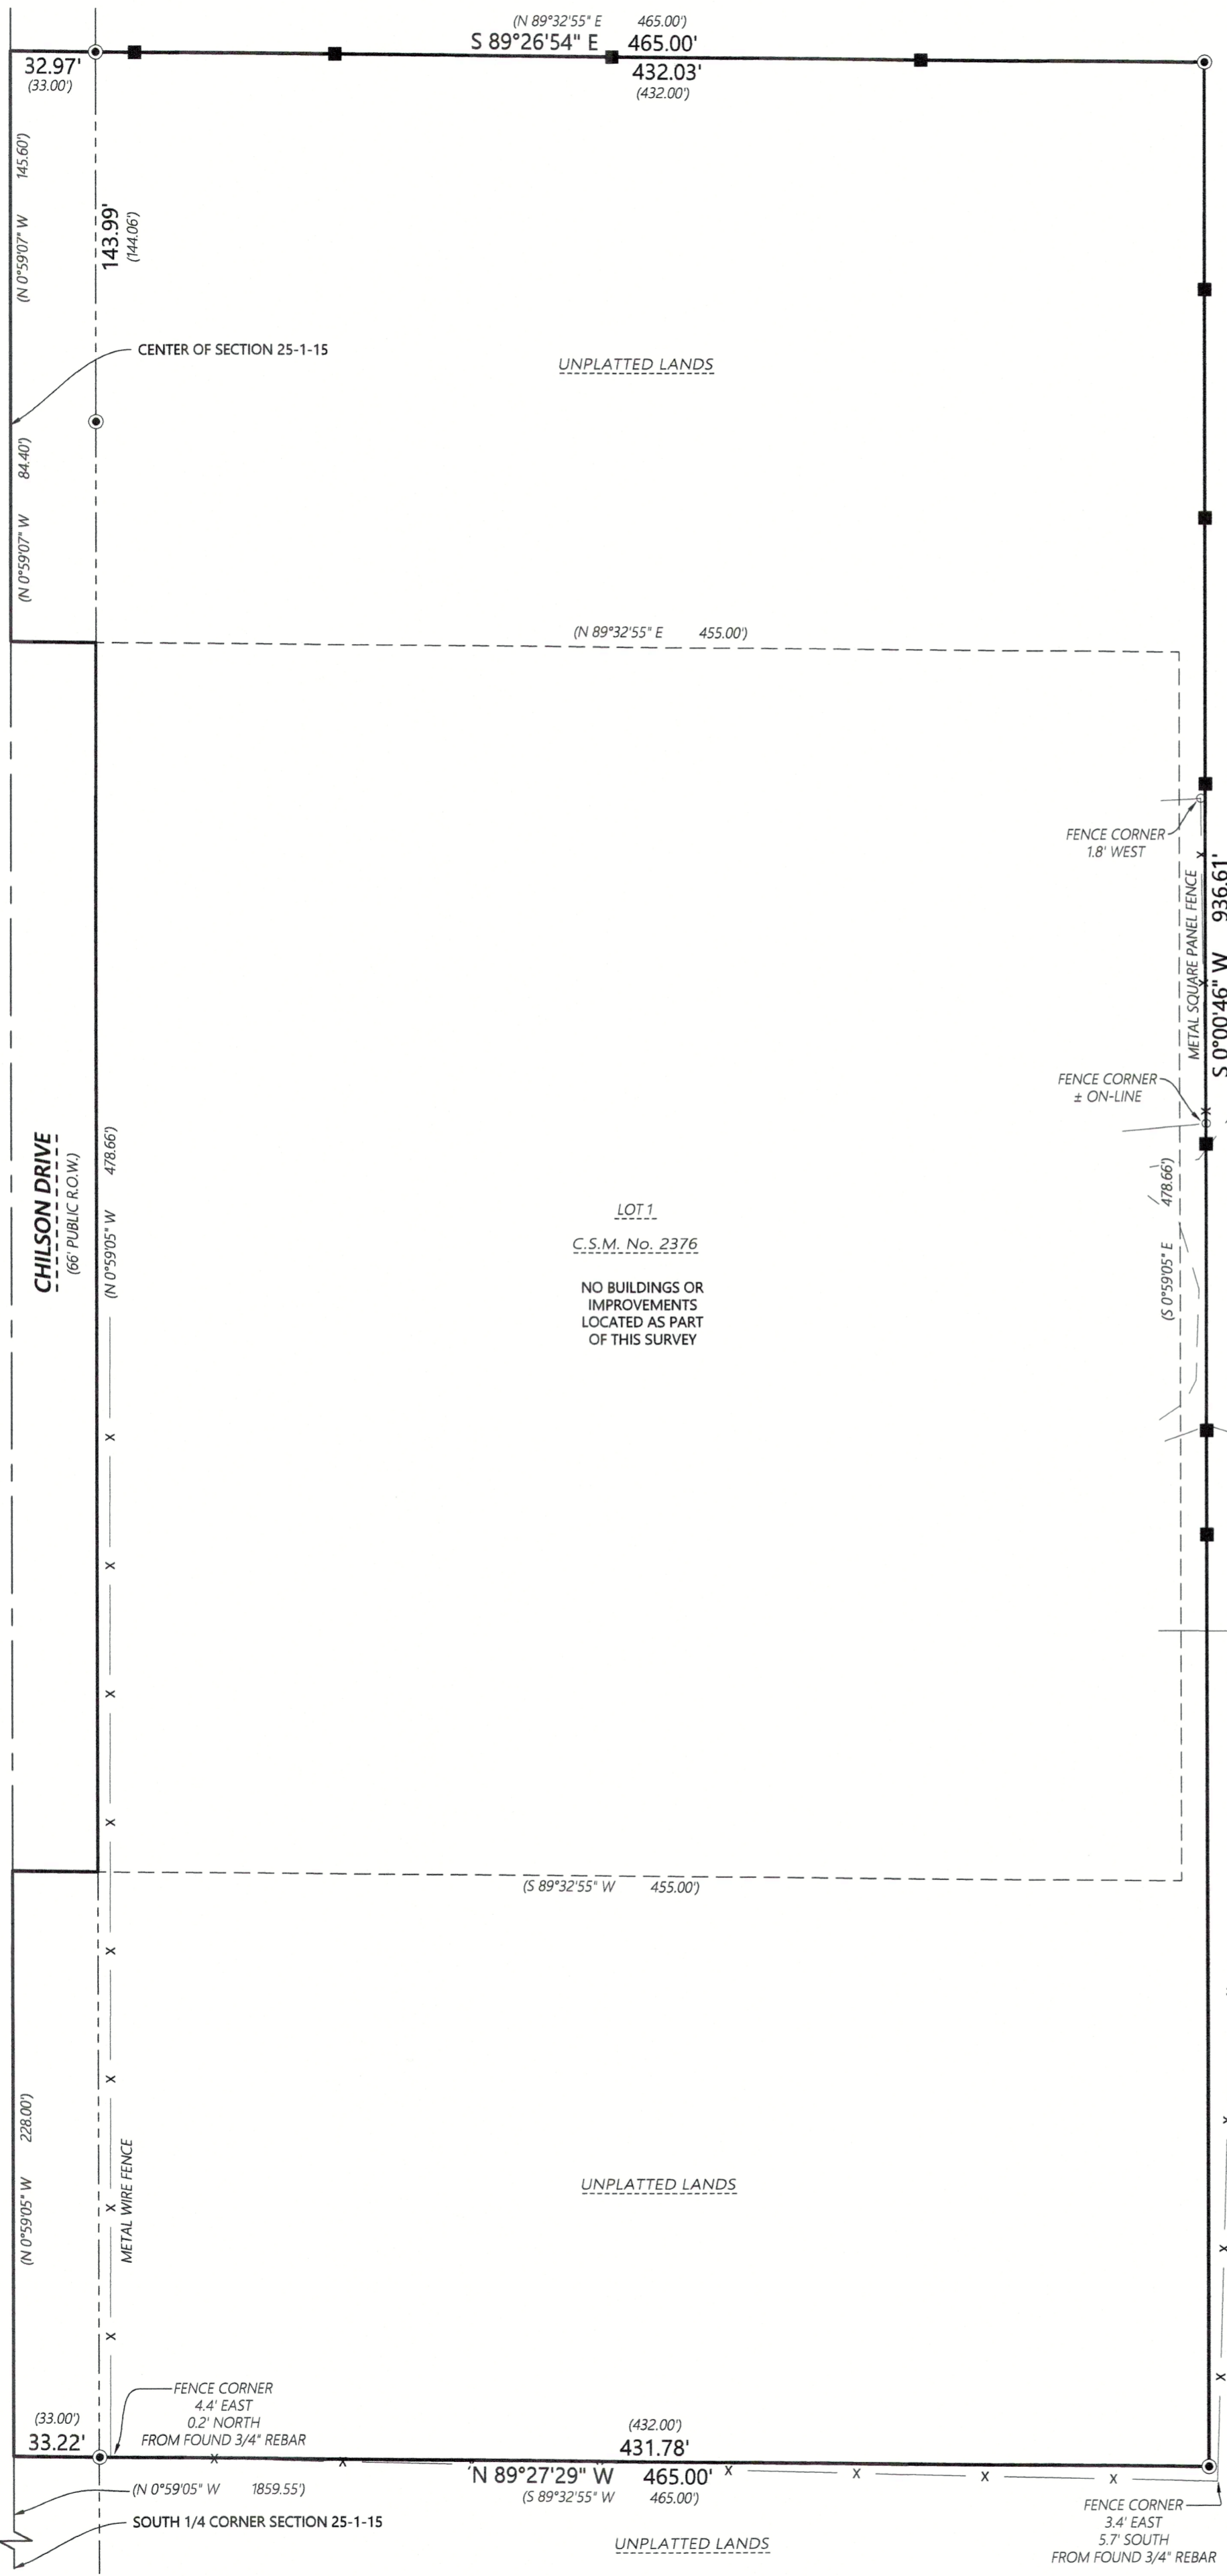 (N 89°32'55" E 465.00')
S 89°26'54" E 465.00'
32.97'
(33.00')
432.03'
(432.00')
(N 0°59'07" W 145.60')
143.99'
(144.06')
CENTER OF SECTION 25-1-15
UNPLATTED LANDS
(N 0°59'07" W 84.40')
(N 89°32'55" E 455.00')
FENCE CORNER
1.8' WEST
METAL SQUARE PANEL FENCE
S 0°00'46" W 936.61'
FENCE CORNER
± ON-LINE
CHILSON DRIVE
(66' PUBLIC R.O.W.)
(N 0°59'05" W 478.66')
(S 0°59'05" E 478.66')
LOT 1
C.S.M. No. 2376
NO BUILDINGS OR
IMPROVEMENTS
LOCATED AS PART
OF THIS SURVEY
(S 89°32'55" W 455.00')
(N 0°59'05" W 228.00')
METAL WIRE FENCE
UNPLATTED LANDS
FENCE CORNER
4.4' EAST
0.2' NORTH
FROM FOUND 3/4" REBAR
(33.00')
33.22'
(432.00')
431.78'
N 89°27'29" W 465.00'
(S 89°32'55" W 465.00')
(N 0°59'05" W 1859.55')
SOUTH 1/4 CORNER SECTION 25-1-15
UNPLATTED LANDS
FENCE CORNER
3.4' EAST
5.7' SOUTH
FROM FOUND 3/4" REBAR